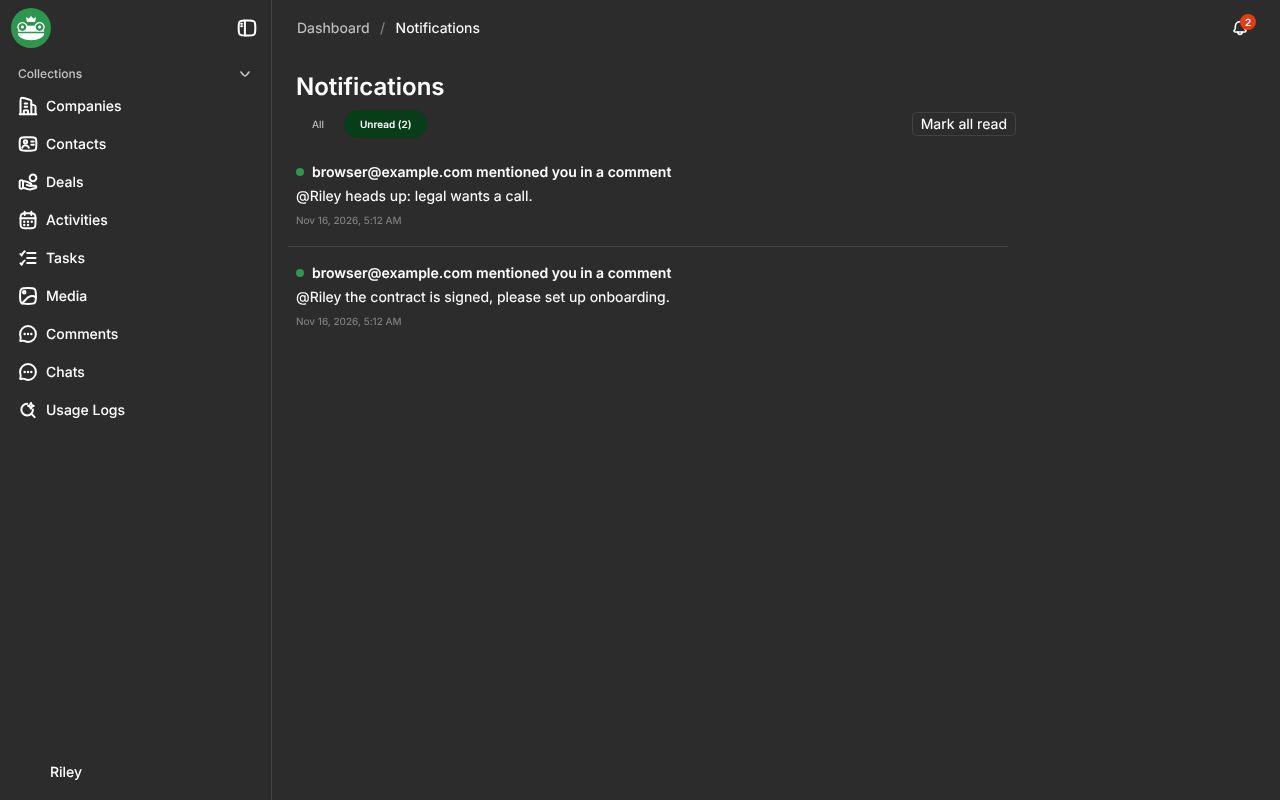 Dashboard / Notifications
2
Collections
Companies
Contacts
Deals
Activities
Tasks
Media
Comments
Chats
Usage Logs
Riley
Notifications
All
Unread (2)
Mark all read
browser@example.com mentioned you in a comment
@Riley heads up: legal wants a call.
Nov 16, 2026, 5:12 AM
browser@example.com mentioned you in a comment
@Riley the contract is signed, please set up onboarding.
Nov 16, 2026, 5:12 AM